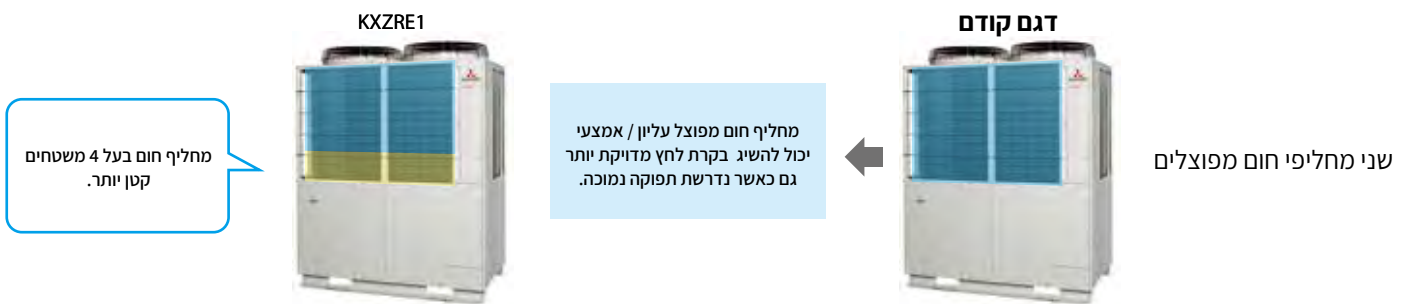 דגם קודם
KXZRE1
שני מחליפי חום מפוצלים
מחליף חום מפוצל עליון / אמצעי
יכול להשיג בקרת לחץ מדויקת יותר
גם כאשר נדרשת תפוקה נמוכה.
מחליף חום בעל 4 משטחים
קטן יותר.